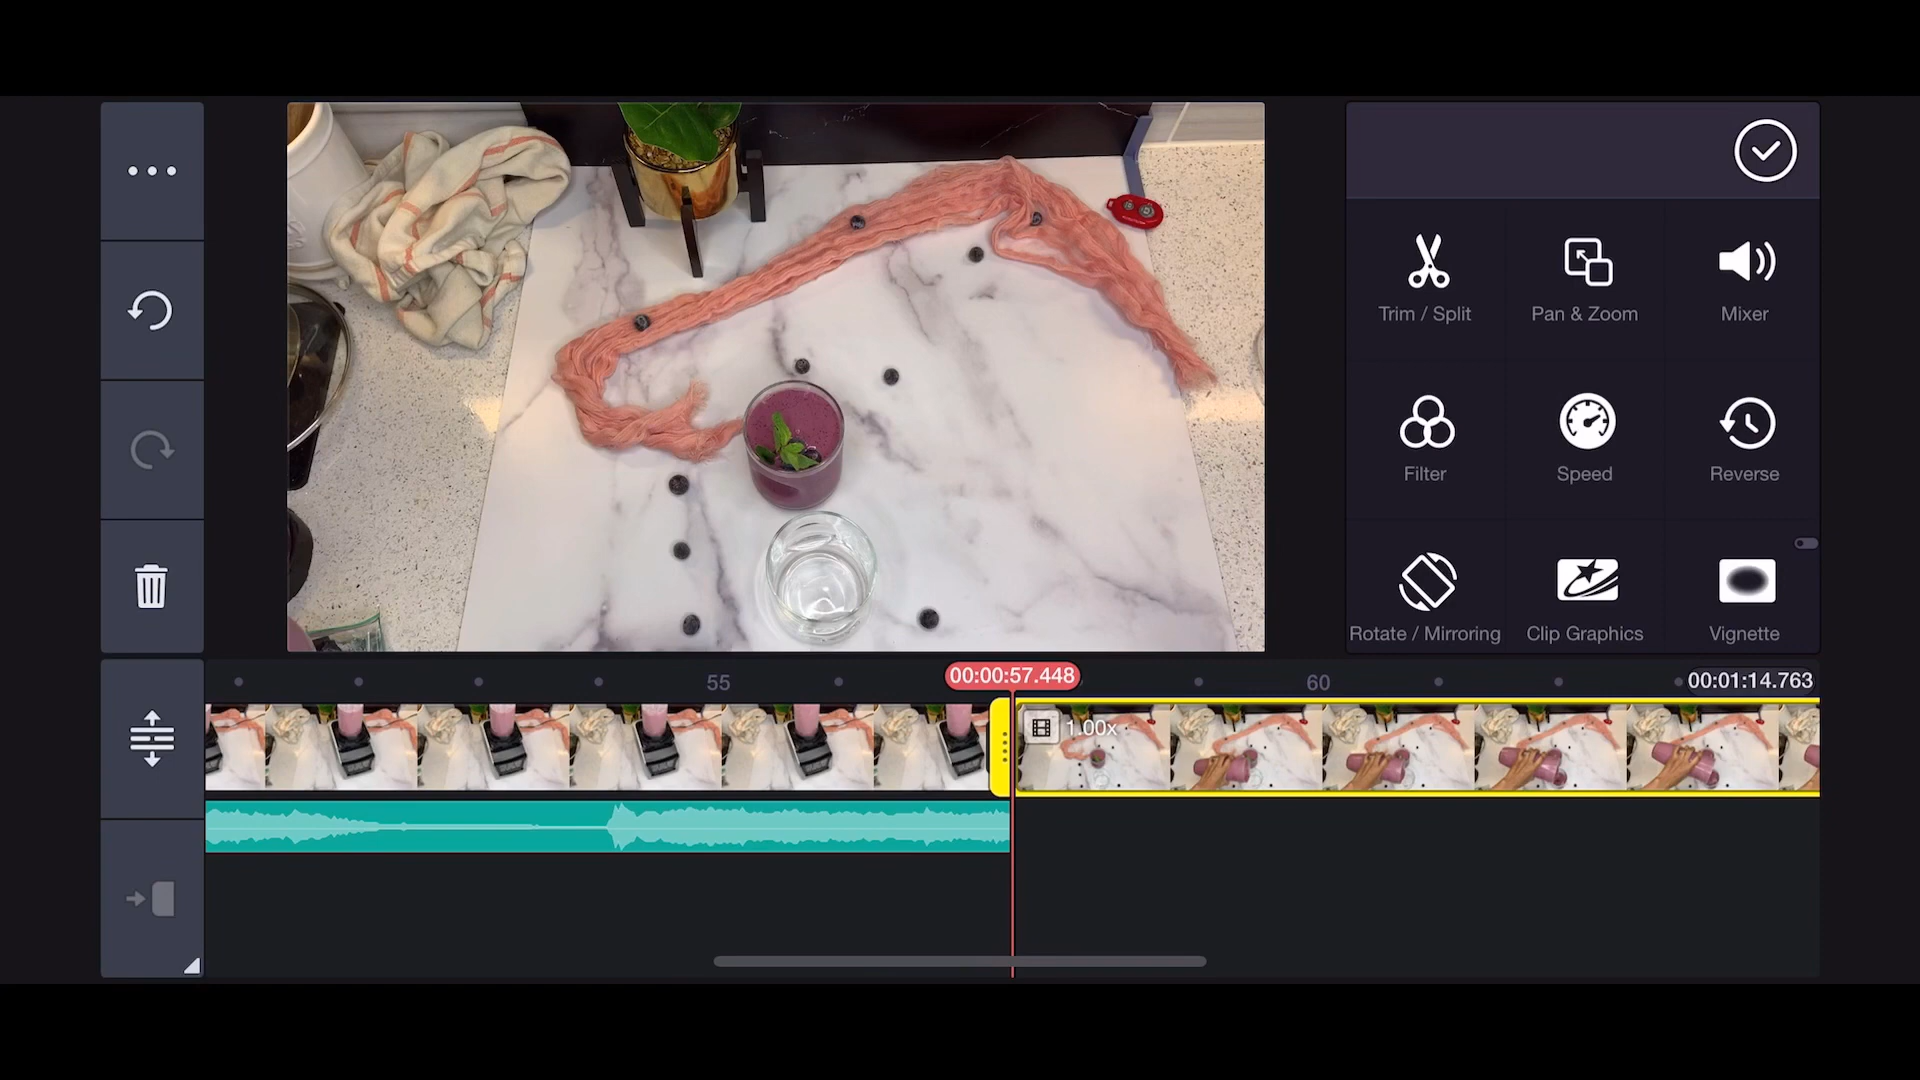 Trim / Split
Pan & Zoom
Mixer
Filter
Speed
Reverse
Rotate / Mirroring
Clip Graphics
Vignette
55
00:00:57.448
60
00:01:14.763
1.00x